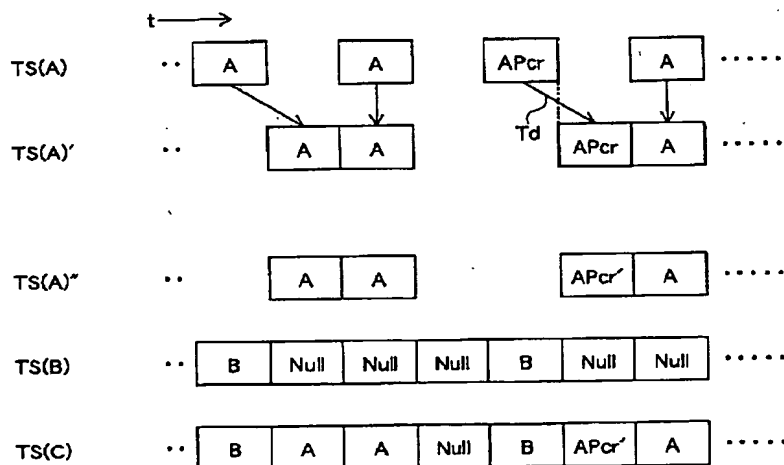 t
TS(A) ·· A A APcr A ·····
Td
TS(A)′ ·· A A APcr A ·····
TS(A)″ ·· A A APcr′ A ·····
TS(B) ·· B Null Null Null B Null Null ·····
TS(C) ·· B A A Null B APcr′ A ·····